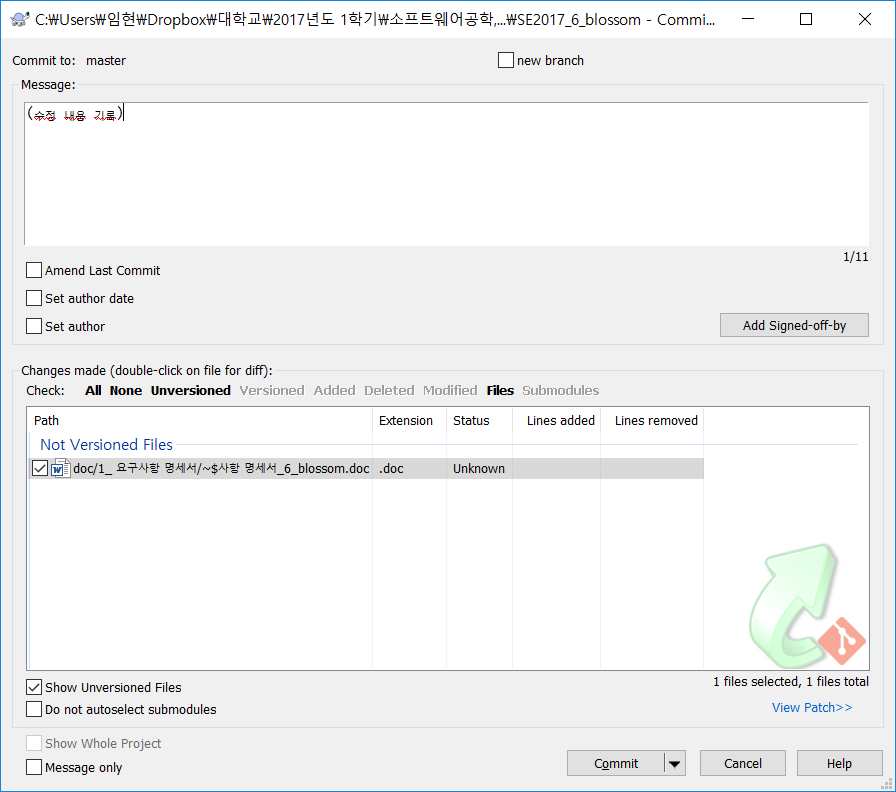 C:₩Users₩임현₩Dropbox₩대학교₩2017년도 1학기₩소프트웨어공학,...₩SE2017_6_blossom - Commi...
Commit to: master
new branch
Message:
(수정 내용 기록)
1/11
Amend Last Commit
Set author date
Set author
Add Signed-off-by
Changes made (double-click on file for diff):
Check: All None Unversioned Versioned Added Deleted Modified Files Submodules
Path Extension Status Lines added Lines removed
Not Versioned Files
doc/1_ 요구사항 명세서/~$사항 명세서_6_blossom.doc .doc Unknown
Show Unversioned Files
1 files selected, 1 files total
Do not autoselect submodules
View Patch>>
Show Whole Project
Message only
Commit Cancel Help